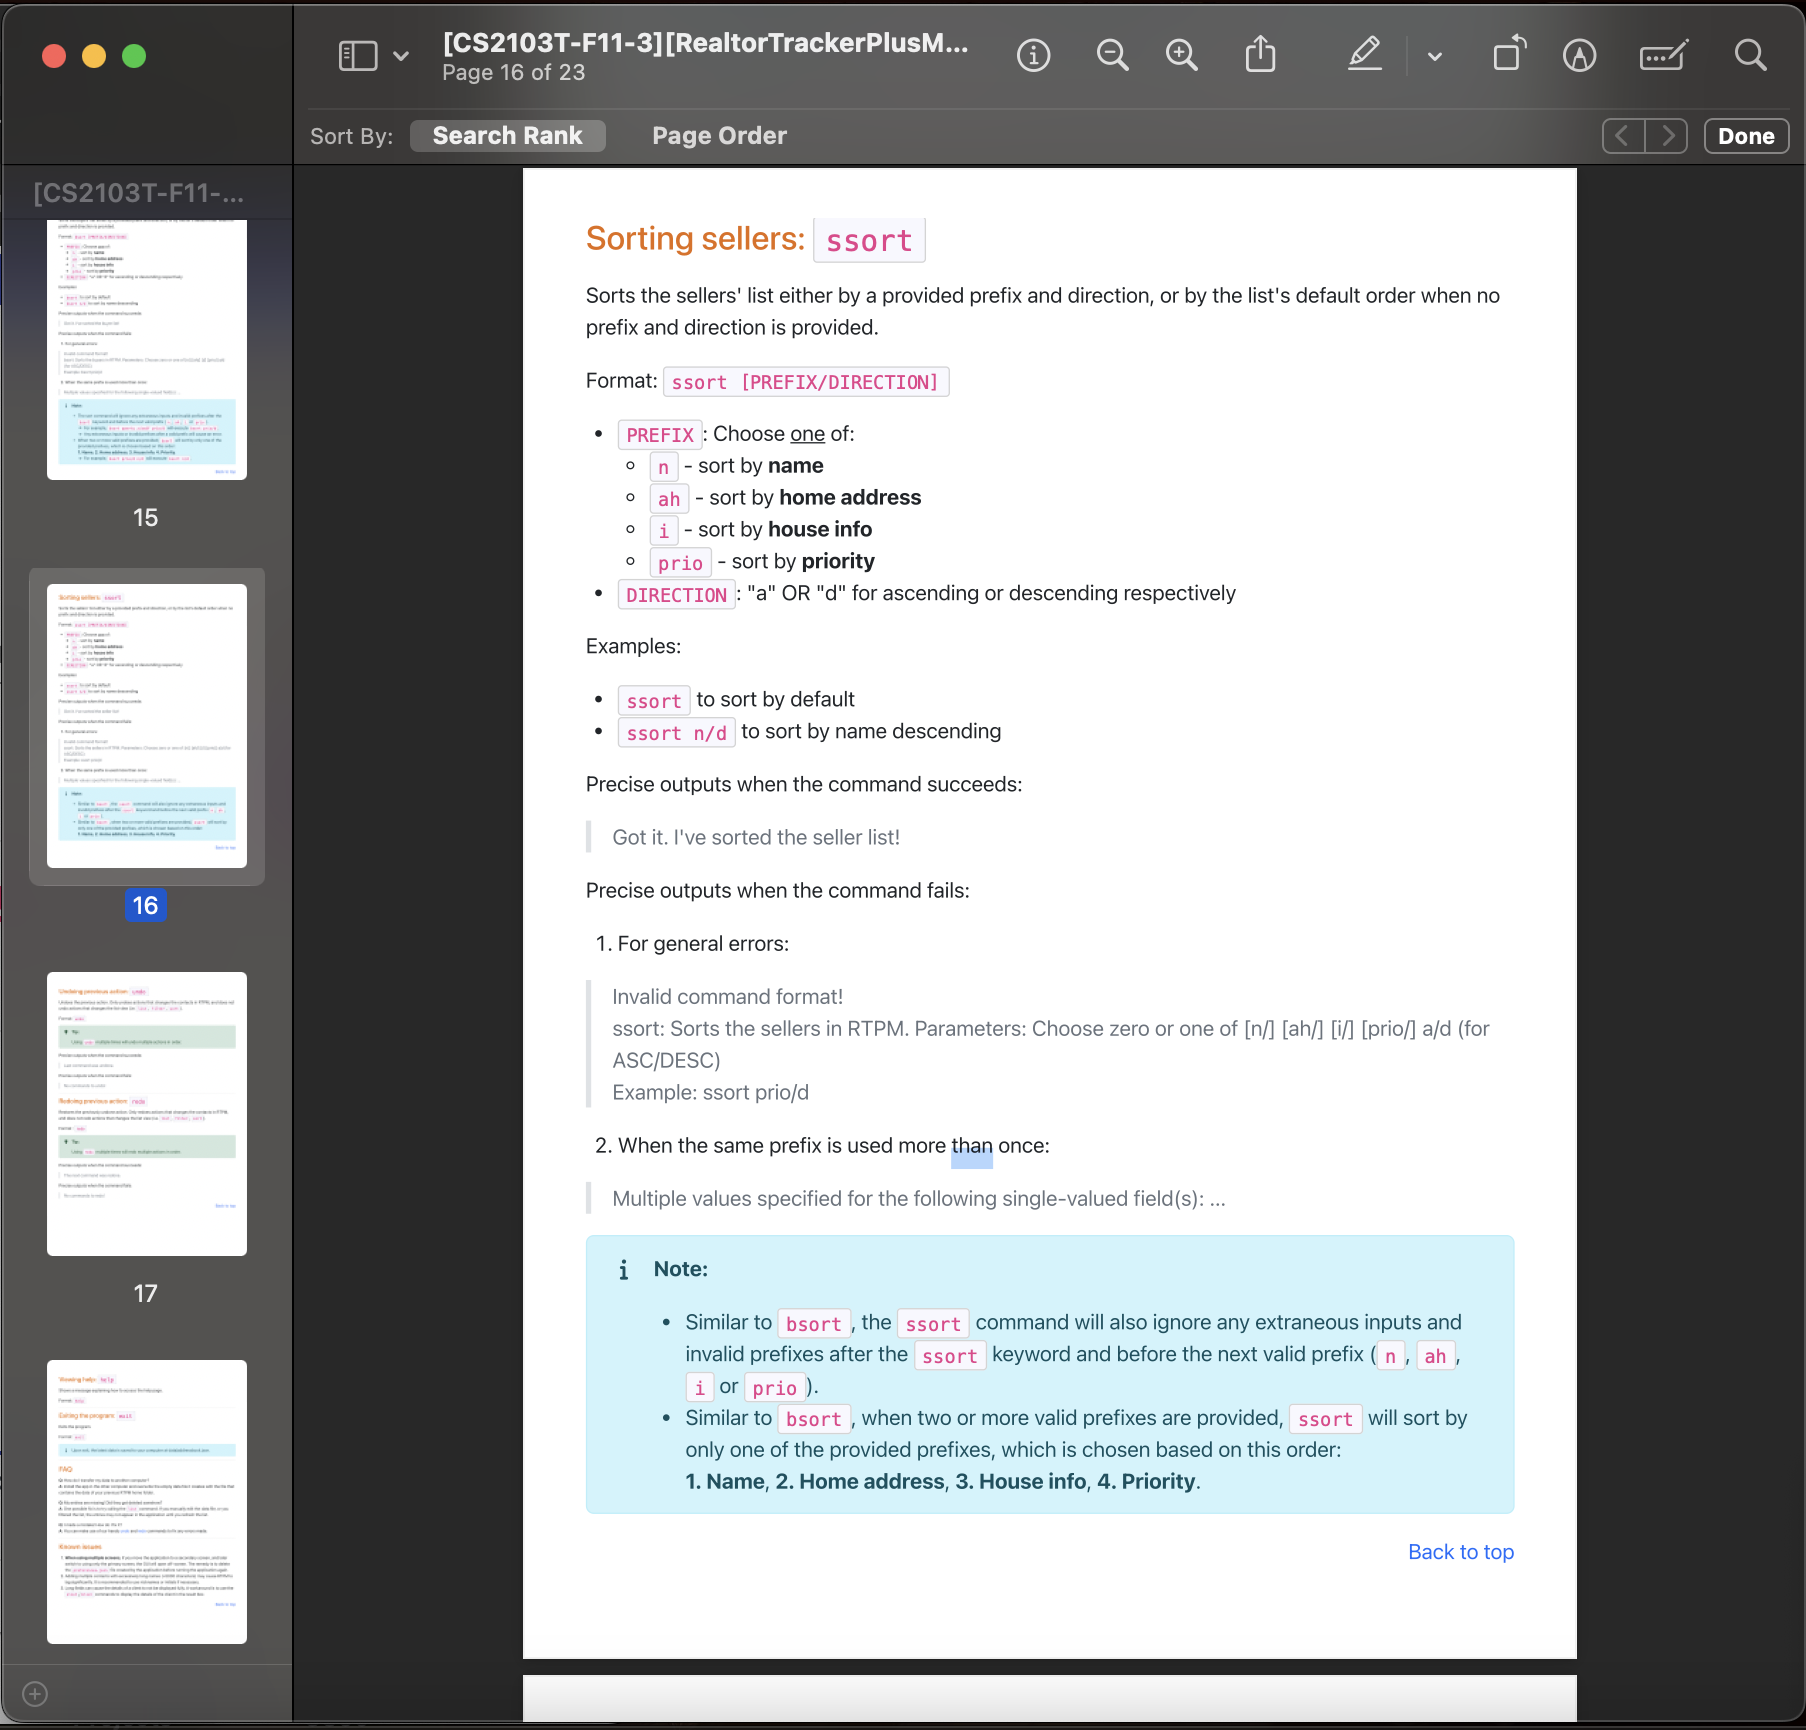 [CS2103T-F11-3][RealtorTrackerPlusM...
Page 16 of 23
Sort By:
Search Rank
Page Order
Done
[CS2103T-F11-...
15
16
17
Sorting sellers: ssort
Sorts the sellers' list either by a provided prefix and direction, or by the list's default order when no
prefix and direction is provided.
Format: ssort [PREFIX/DIRECTION]
PREFIX : Choose one of:
n - sort by name
ah - sort by home address
i - sort by house info
prio - sort by priority
DIRECTION : "a" OR "d" for ascending or descending respectively
Examples:
ssort to sort by default
ssort n/d to sort by name descending
Precise outputs when the command succeeds:
Got it. I've sorted the seller list!
Precise outputs when the command fails:
1. For general errors:
Invalid command format!
ssort: Sorts the sellers in RTPM. Parameters: Choose zero or one of [n/] [ah/] [i/] [prio/] a/d (for
ASC/DESC)
Example: ssort prio/d
2. When the same prefix is used more than once:
Multiple values specified for the following single-valued field(s): ...
i Note:
Similar to bsort , the ssort command will also ignore any extraneous inputs and
invalid prefixes after the ssort keyword and before the next valid prefix ( n , ah ,
i or prio ).
Similar to bsort , when two or more valid prefixes are provided, ssort will sort by
only one of the provided prefixes, which is chosen based on this order:
1. Name, 2. Home address, 3. House info, 4. Priority.
Back to top